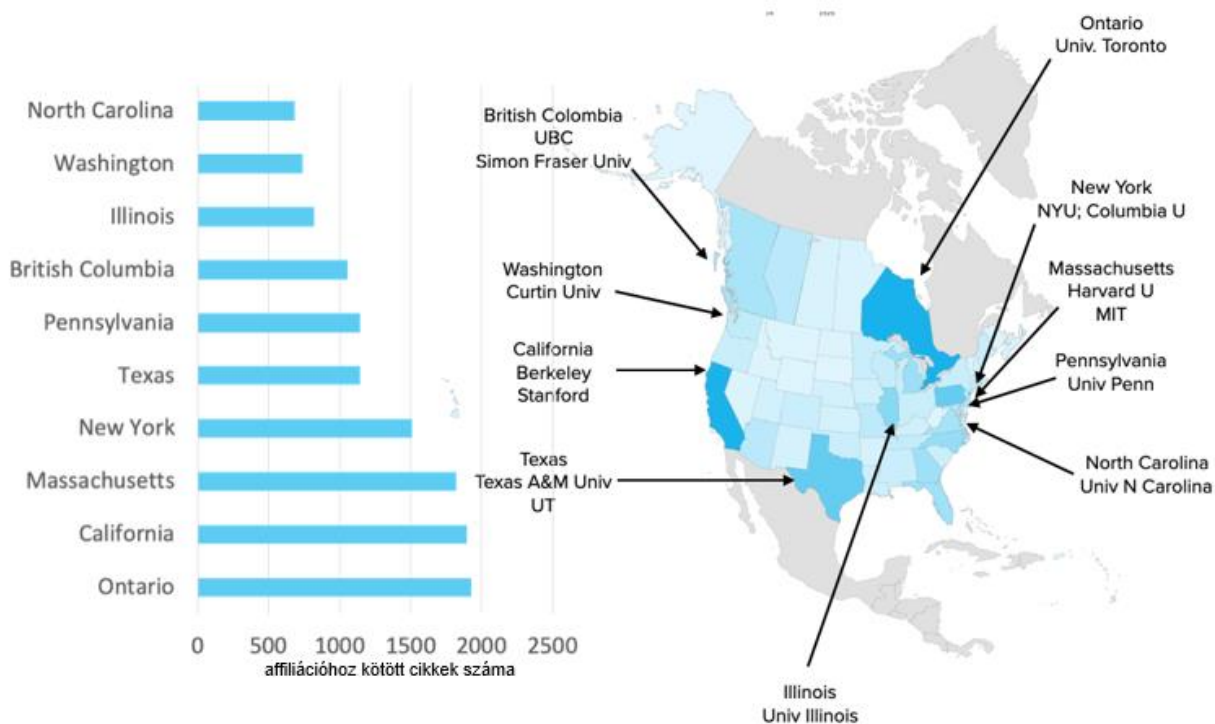 North Carolina
Washington
Illinois
British Columbia
Pennsylvania
Texas
New York
Massachusetts
California
Ontario
0 500 1000 1500 2000 2500
affiliációhoz kötött cikkek száma
Ontario
Univ. Toronto
British Colombia
UBC
Simon Fraser Univ
New York
NYU; Columbia U
Washington
Curtin Univ
Massachusetts
Harvard U
MIT
California
Berkeley
Stanford
Pennsylvania
Univ Penn
Texas
Texas A&M Univ
UT
North Carolina
Univ N Carolina
Illinois
Univ Illinois